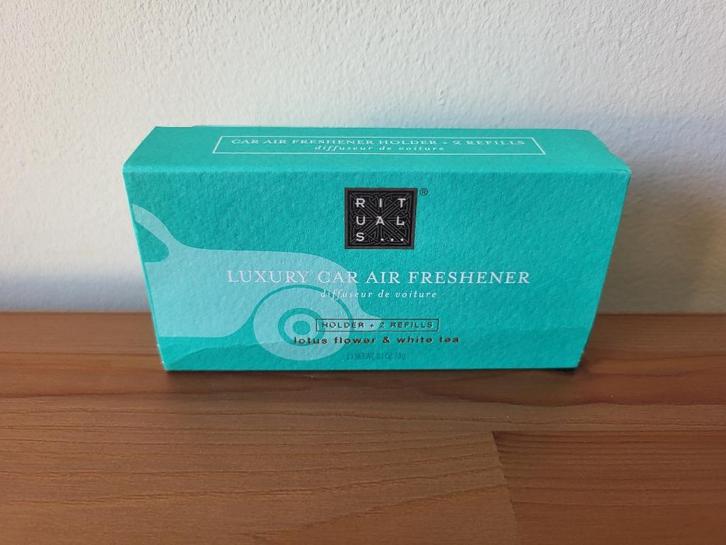 CAR AIR FRESHENER HOLDER + 2 REFILLS
diffuseur de voiture
RIT
UAL
S...
®
LUXURY CAR AIR FRESHENER
diffuseur de voiture
HOLDER + 2 REFILLS
lotus flower & white tea